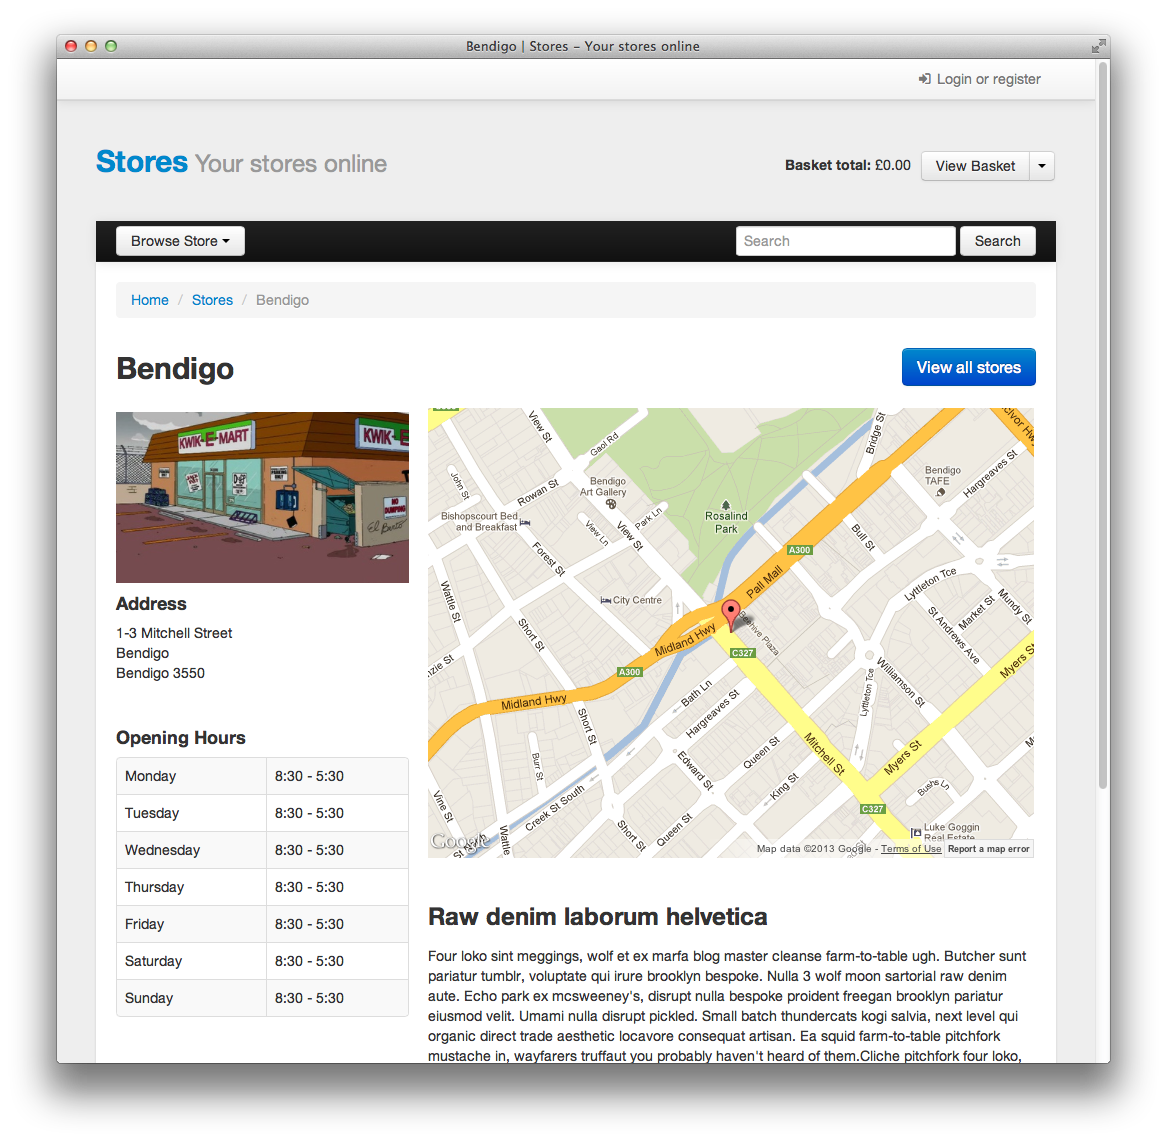 Bendigo | Stores – Your stores online
Login or register
Stores Your stores online
Basket total: £0.00
View Basket
Browse Store
Search
Search
Home / Stores / Bendigo
Bendigo
View all stores
KWIK-E-MART
KWIK-E
NO DUMPING
El Barto
Address
1-3 Mitchell Street
Bendigo
Bendigo 3550
Opening Hours
Monday 8:30 - 5:30
Tuesday 8:30 - 5:30
Wednesday 8:30 - 5:30
Thursday 8:30 - 5:30
Friday 8:30 - 5:30
Saturday 8:30 - 5:30
Sunday 8:30 - 5:30
View St
Gaol Rd
Bridge St
McIvor Hwy
John St
Rowan St
Bendigo
Art Gallery
Bendigo
TAFE
Hargreaves St
Bishopscourt Bed
and Breakfast
View Ln
View St
Park Ln
Rosalind
Park
Bull St
A300
Forest St
Pall Mall
Lyttleton Tce
Wattle St
City Centre
Mundy St
Market St
St Andrews Ave
Short St
Midland Hwy
Beehive Plaza
C327
Myers St
nzie St
A300
Bath Ln
Williamson St
Lyttleton Tce
Midland Hwy
Hargreaves St
Short St
Mitchell St
Queen St
Myers St
Burr St
Edward St
King St
Bushs Ln
Vine St
Creek St South
C327
Wattle
Short St
Queen St
Luke Goggin
Real Estate
Google
Map data ©2013 Google - Terms of Use
Report a map error
Raw denim laborum helvetica
Four loko sint meggings, wolf et ex marfa blog master cleanse farm-to-table ugh. Butcher sunt
pariatur tumblr, voluptate qui irure brooklyn bespoke. Nulla 3 wolf moon sartorial raw denim
aute. Echo park ex mcsweeney's, disrupt nulla bespoke proident freegan brooklyn pariatur
eiusmod velit. Umami nulla disrupt pickled. Small batch thundercats kogi salvia, next level qui
organic direct trade aesthetic locavore consequat artisan. Ea squid farm-to-table pitchfork
mustache in, wayfarers truffaut you probably haven't heard of them.Cliche pitchfork four loko,